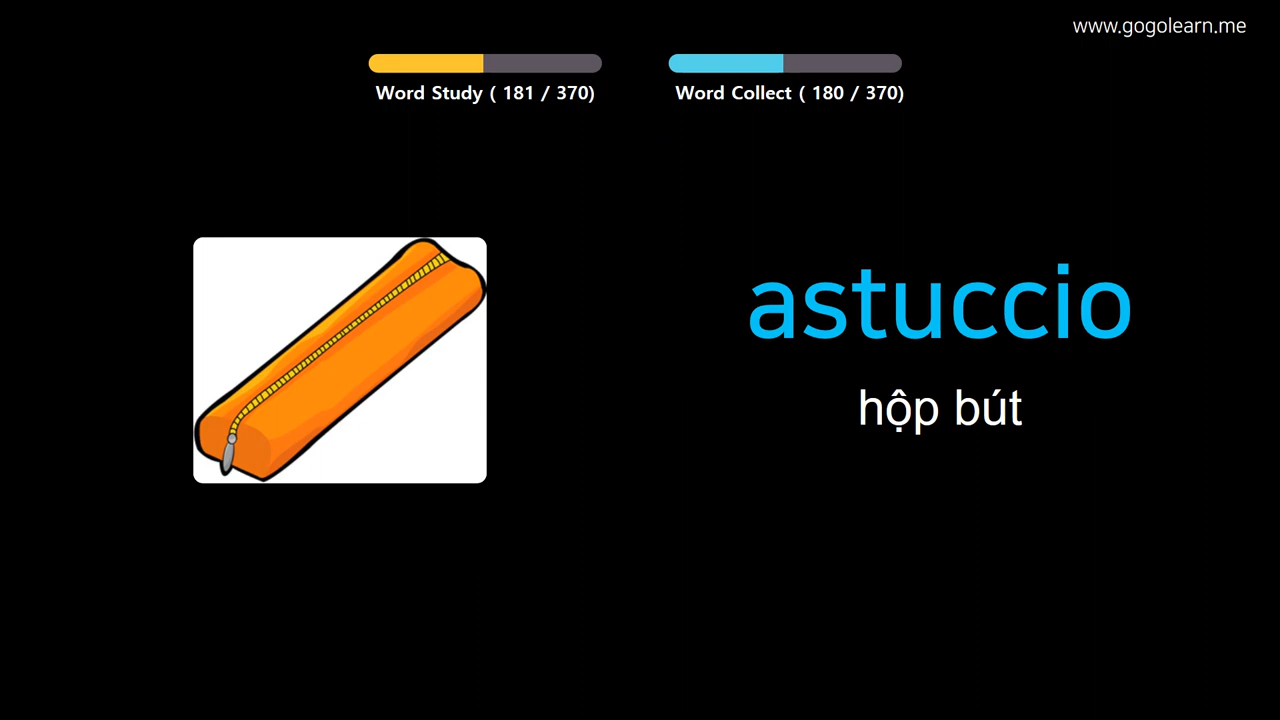 www.gogolearn.me
Word Study ( 181 / 370)
Word Collect ( 180 / 370)
astuccio
hộp bút